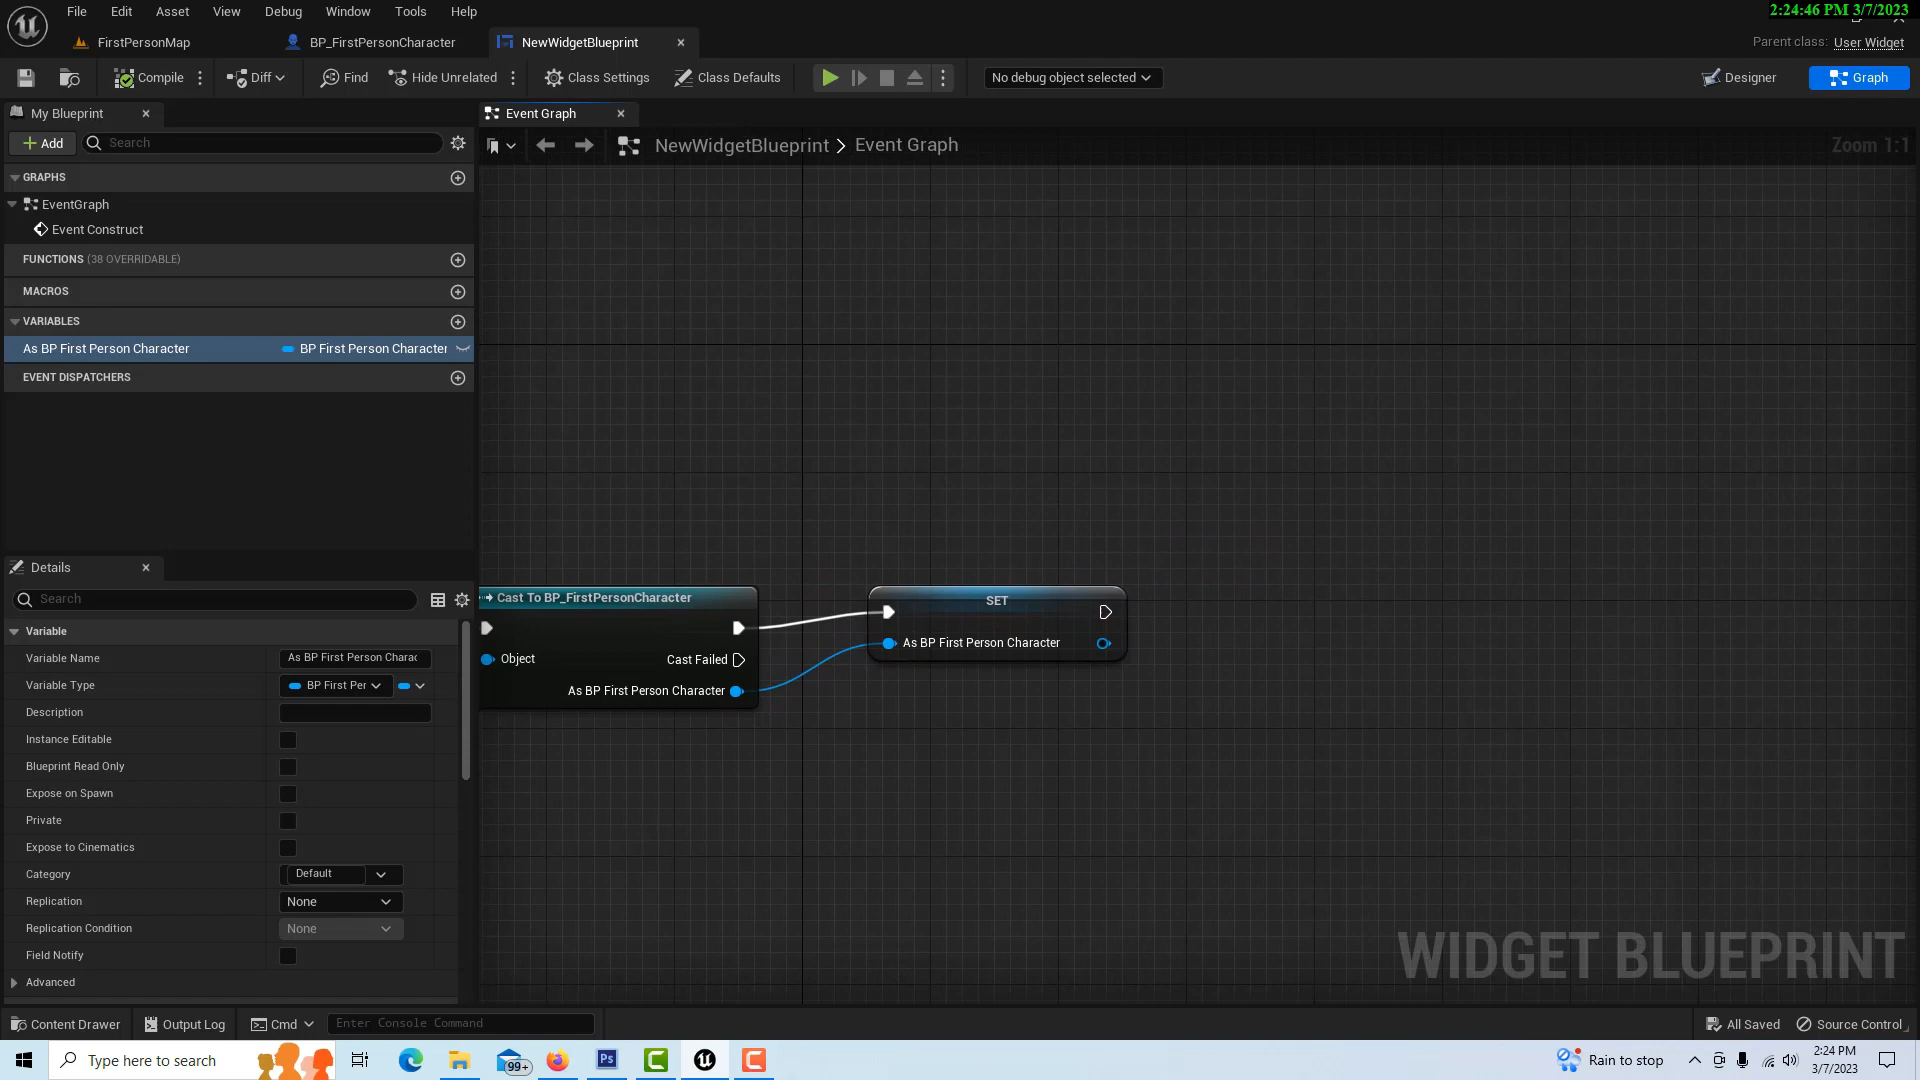 File Edit Asset View Debug Window Tools Help
2:24:46 PM 3/7/2023
FirstPersonMap BP_FirstPersonCharacter NewWidgetBlueprint
Parent class: User Widget
Compile Diff Find Hide Unrelated Class Settings Class Defaults No debug object selected Designer Graph
My Blueprint Event Graph
Add Search NewWidgetBlueprint > Event Graph Zoom 1:1
GRAPHS
EventGraph
Event Construct
FUNCTIONS (38 OVERRIDABLE)
MACROS
VARIABLES
As BP First Person Character BP First Person Character
EVENT DISPATCHERS
Details
Search
Variable
Variable Name As BP First Person Charac
Variable Type BP First Per
Description
Instance Editable
Blueprint Read Only
Expose on Spawn
Private
Expose to Cinematics
Category Default
Replication None
Replication Condition None
Field Notify
Advanced
Cast To BP_FirstPersonCharacter
Object Cast Failed
As BP First Person Character
SET
As BP First Person Character
WIDGET BLUEPRINT
Content Drawer Output Log Cmd Enter Console Command All Saved Source Control
Type here to search 99+ Ps Rain to stop 2:24 PM
3/7/2023